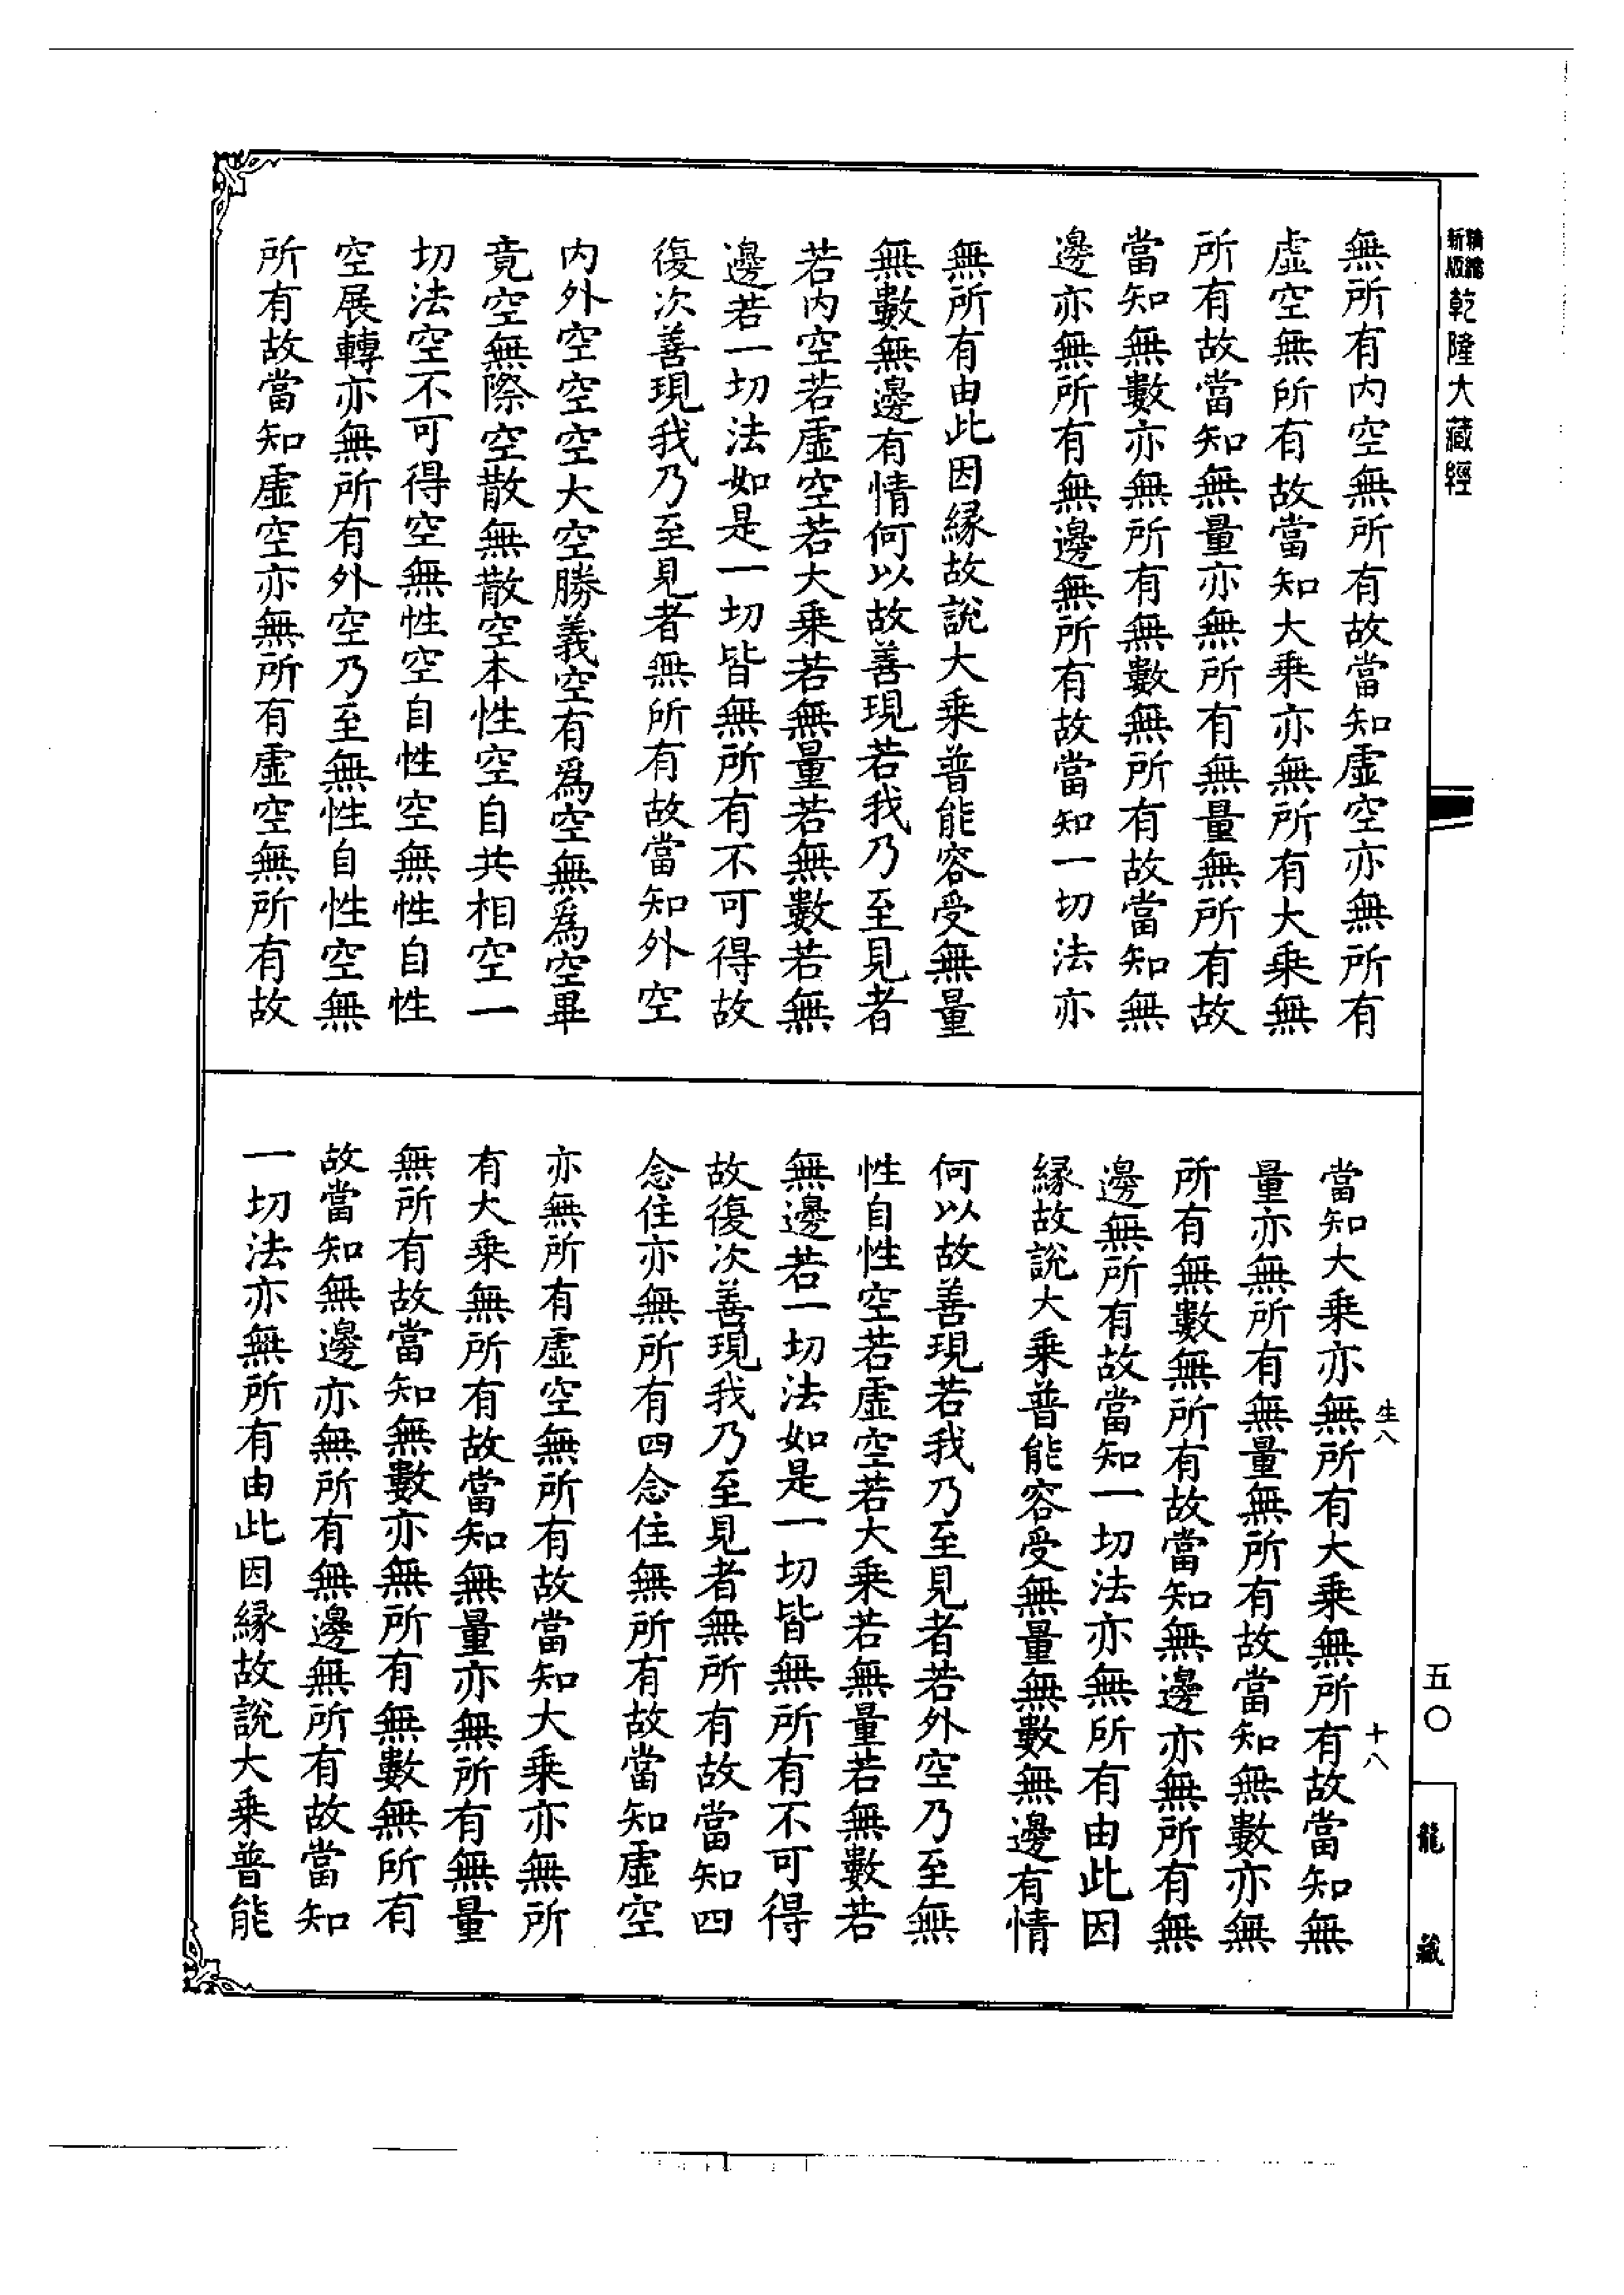 精縮新版乾隆大藏經
無所有内空無所有故當知虛空亦無所有
虛空無所有故當知大乘亦無所有大乘無
所有故當知無量亦無所有無量無所有故
當知無數亦無所有無數無所有故當知無
邊亦無所有無邊無所有故當知一切法亦
無所有由此因縁故說大乘普能容受無量
無數無邊有情何以故善現若我乃至見者
若内空若虛空若大乘若無量若無數若無
邊若一切法如是一切皆無所有不可得故
復次善現我乃至見者無所有故當知外空
内外空空空大空勝義空有為空無為空畢
竟空無際空散無散空本性空自共相空一
切法空不可得空無性空自性空無性自性
空展轉亦無所有外空乃至無性自性空無
所有故當知虛空亦無所有虛空無所有故
當知大乘亦無所有大乘無所有故當知無
量亦無所有無量無所有故當知無數亦無
所有無數無所有故當知無邊亦無所有無
邊無所有故當知一切法亦無所有由此因
縁故說大乘普能容受無量無數無邊有情
何以故善現若我乃至見者若外空乃至無
性自性空若虛空若大乘若無量若無數若
無邊若一切法如是一切皆無所有不可得
故復次善現我乃至見者無所有故當知四
念住亦無所有四念住無所有故當知虛空
亦無所有虛空無所有故當知大乘亦無所
有大乘無所有故當知無量亦無所有無量
無所有故當知無數亦無所有無數無所有
故當知無邊亦無所有無邊無所有故當知
一切法亦無所有由此因縁故說大乘普能
生八
十八
五〇
龍藏